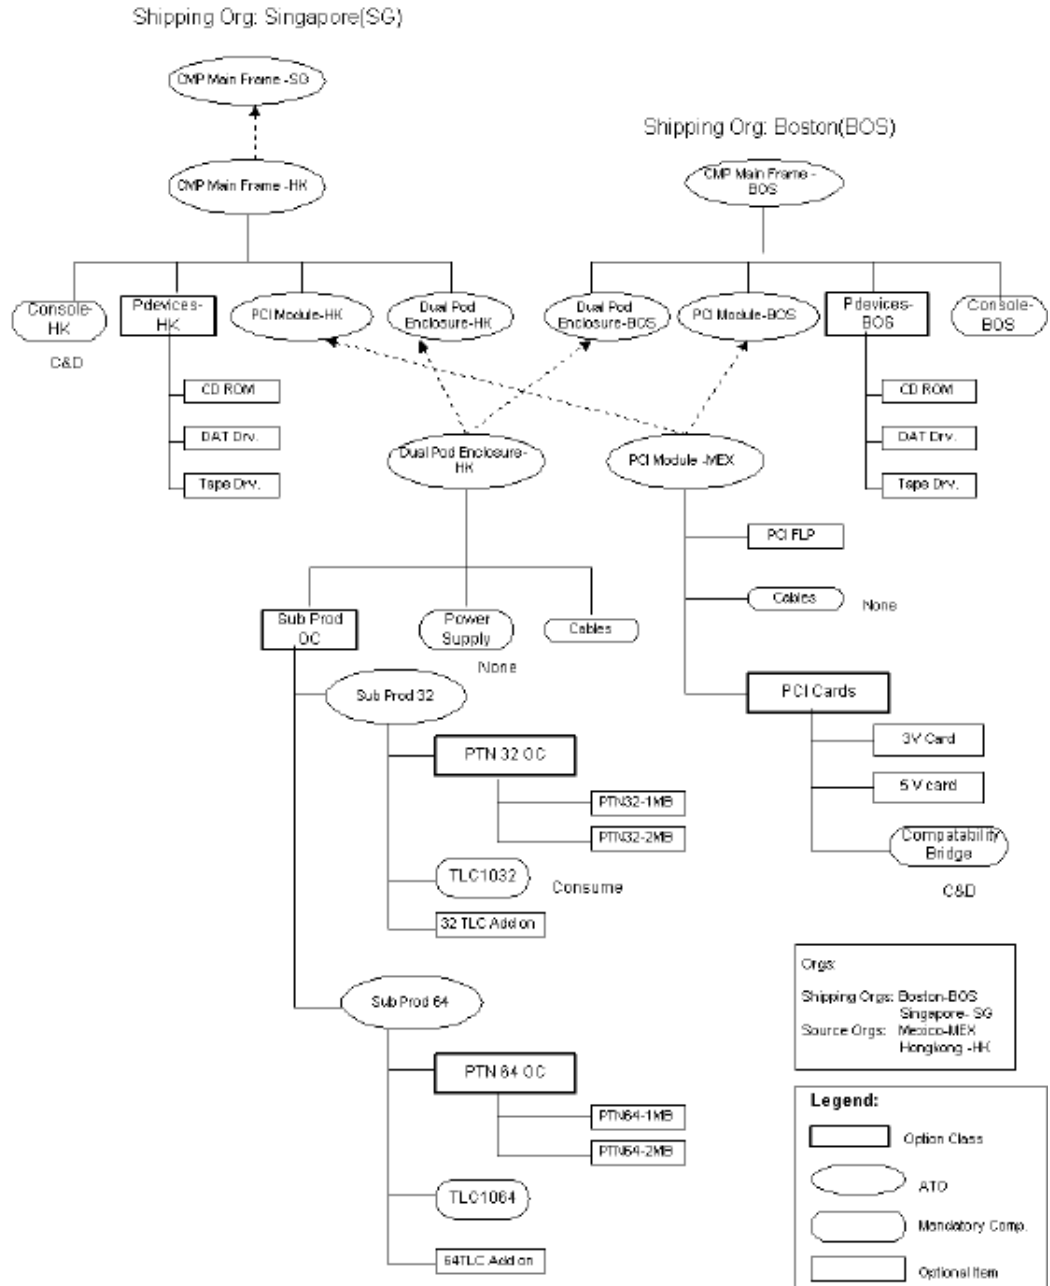 Shipping Org: Singapore(SG)
CMP Main Frame -SG
Shipping Org: Boston(BOS)
CMP Main Frame -HK
CMP Main Frame -
BOS
Console-
HK
Pdevices-
HK
PCI Module-HK
Dual Pod
Enclosure-HK
Dual Pod
Enclosure-BOS
PCI Module-BOS
Pdevices-
BOS
Console-
BOS
C&D
CD ROM
DAT Drv.
Tape Drv.
CD ROM
DAT Drv.
Tape Drv.
Dual Pod Enclosure-
HK
PCI Module -MEX
PCI FLP
Cables
None
Sub Prod
OC
Power
Supply
Cables
None
PCI Cards
Sub Prod 32
3V Card
5 V card
Compatability
Bridge
C&D
PTN 32 OC
PTN32-1MB
PTN32-2MB
TLC1032
Consume
32 TLC Add on
Sub Prod 64
PTN 64 OC
PTN64-1MB
PTN64-2MB
TLC1064
64TLC Add on
Orgs:
Shipping Orgs: Boston-BOS
Singapore- SG
Source Orgs: Mexico-MEX
Hongkong -HK
Legend:
Option Class
ATO
Mandatory Comp.
Optional Item